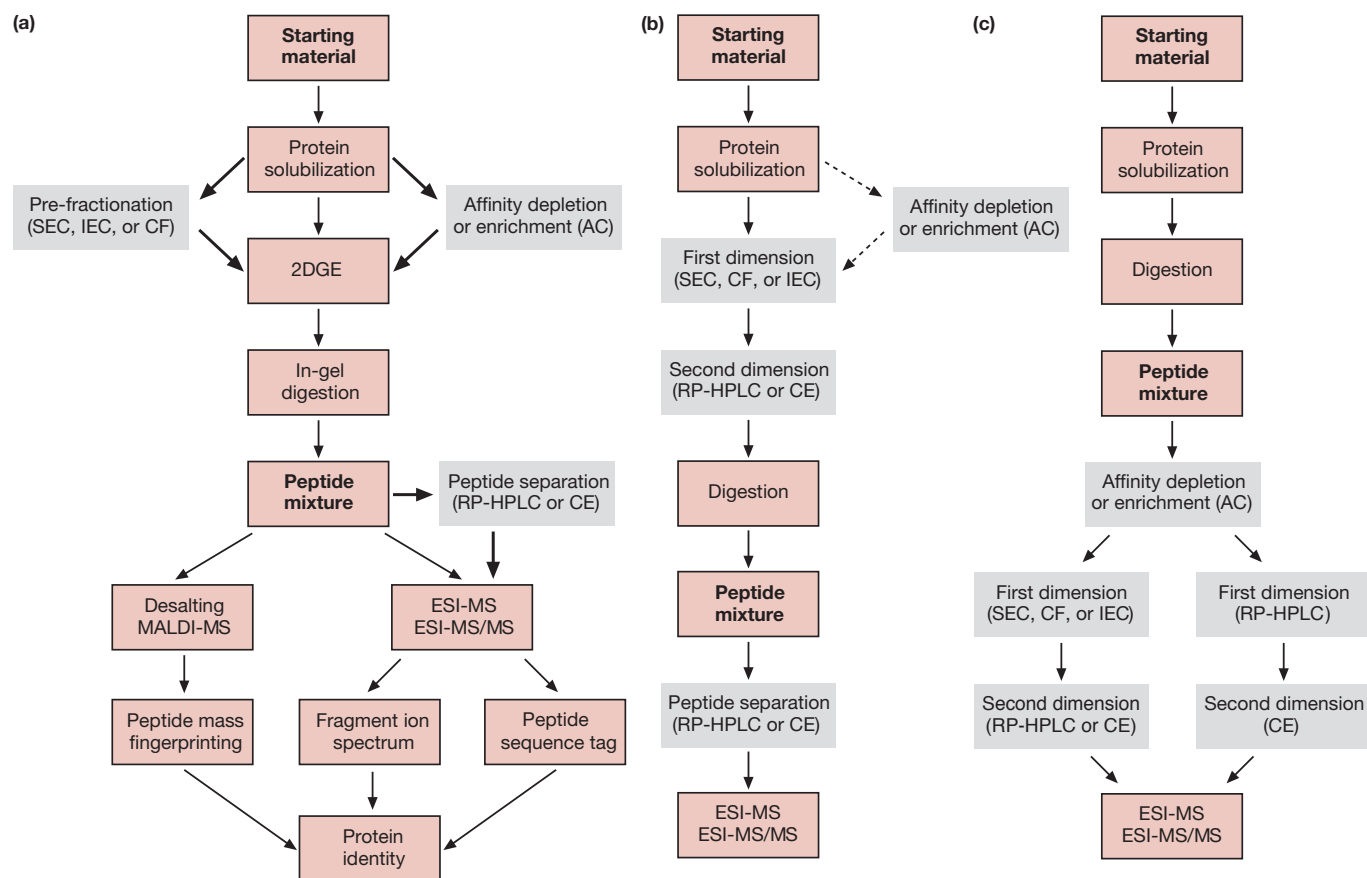 (a)
Starting
material
Protein
solubilization
Pre-fractionation
(SEC, IEC, or CF)
Affinity depletion
or enrichment (AC)
2DGE
In-gel
digestion
Peptide
mixture
Peptide separation
(RP-HPLC or CE)
Desalting
MALDI-MS
ESI-MS
ESI-MS/MS
Peptide mass
fingerprinting
Fragment ion
spectrum
Peptide
sequence tag
Protein
identity
(b)
Starting
material
Protein
solubilization
Affinity depletion
or enrichment (AC)
First dimension
(SEC, CF, or IEC)
Second dimension
(RP-HPLC or CE)
Digestion
Peptide
mixture
Peptide separation
(RP-HPLC or CE)
ESI-MS
ESI-MS/MS
(c)
Starting
material
Protein
solubilization
Digestion
Peptide
mixture
Affinity depletion
or enrichment (AC)
First dimension
(SEC, CF, or IEC)
First dimension
(RP-HPLC)
Second dimension
(RP-HPLC or CE)
Second dimension
(CE)
ESI-MS
ESI-MS/MS